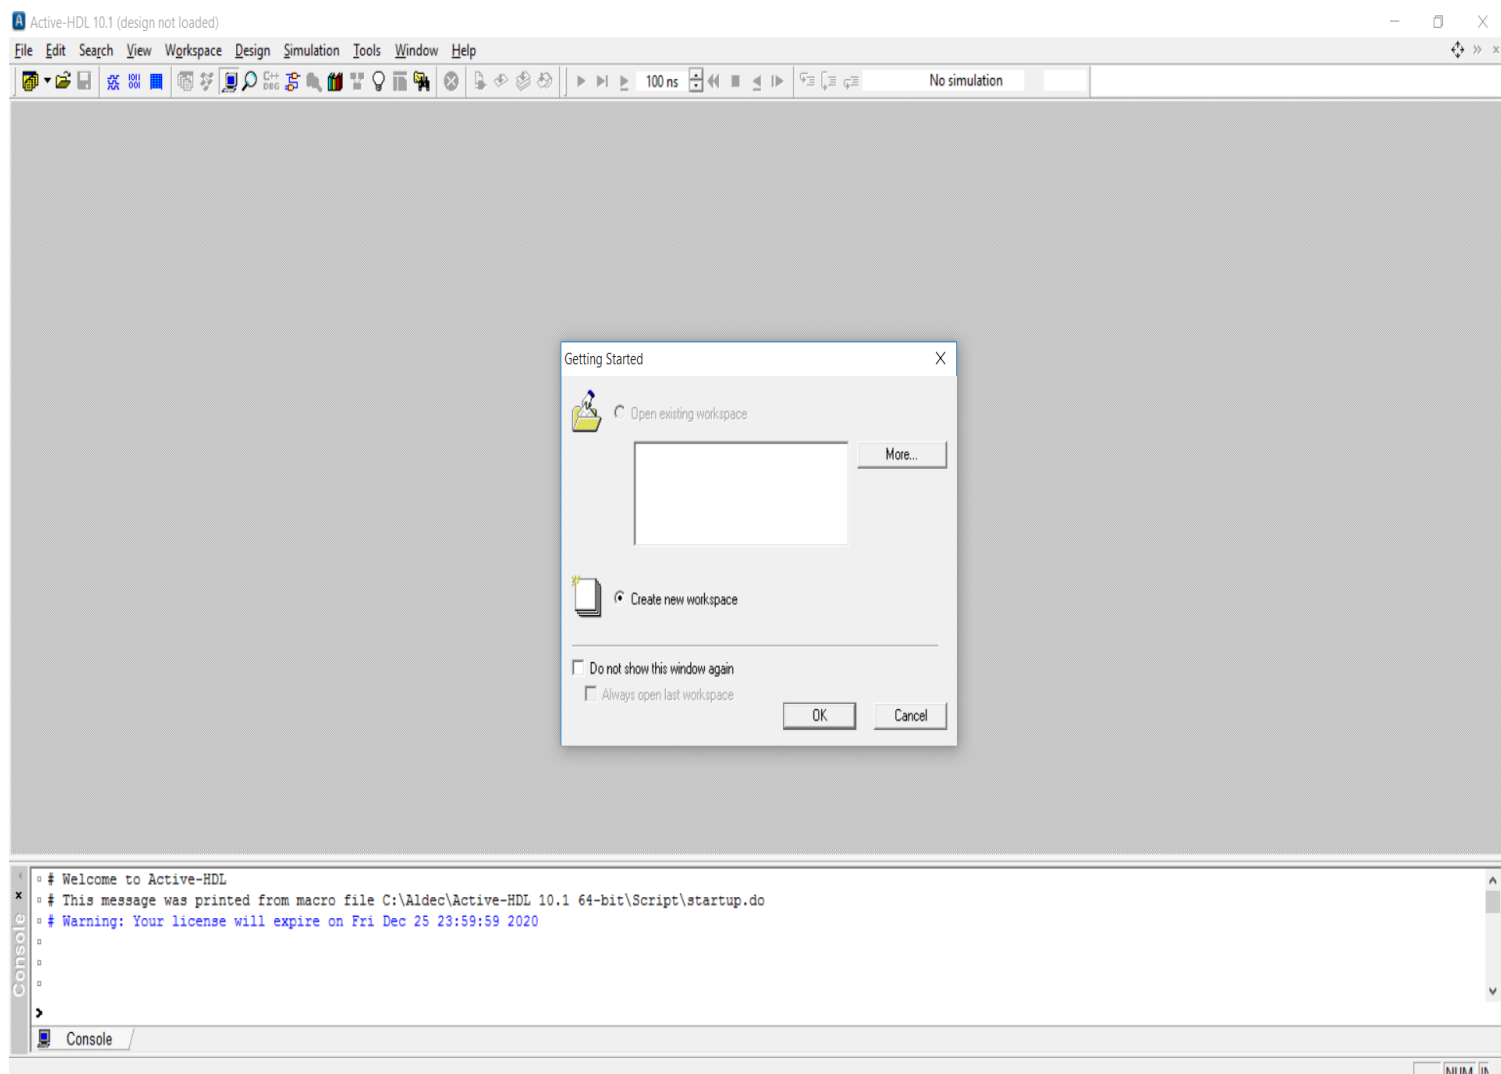 Active-HDL 10.1 (design not loaded)
File Edit Search View Workspace Design Simulation Tools Window Help
100 ns No simulation
Getting Started
Open existing workspace
More...
Create new workspace
Do not show this window again
Always open last workspace
OK Cancel
# Welcome to Active-HDL
# This message was printed from macro file C:\Aldec\Active-HDL 10.1 64-bit\Script\startup.do
# Warning: Your license will expire on Fri Dec 25 23:59:59 2020
>
Console
Console
NUM